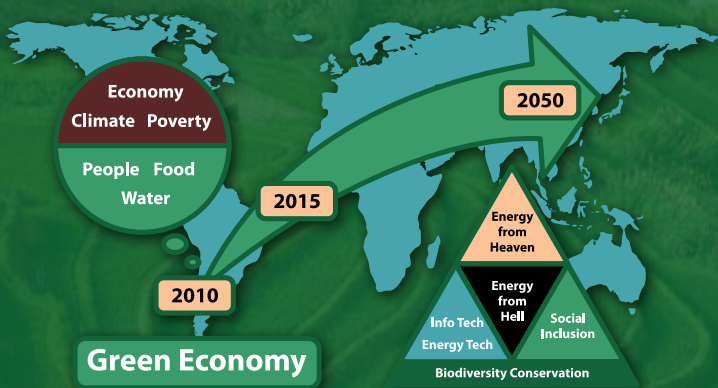 Economy
Climate Poverty
People Food
Water
2010
2015
2050
Green Economy
Energy
from
Heaven
Energy
from
Hell
Info Tech
Energy Tech
Social
Inclusion
Biodiversity Conservation